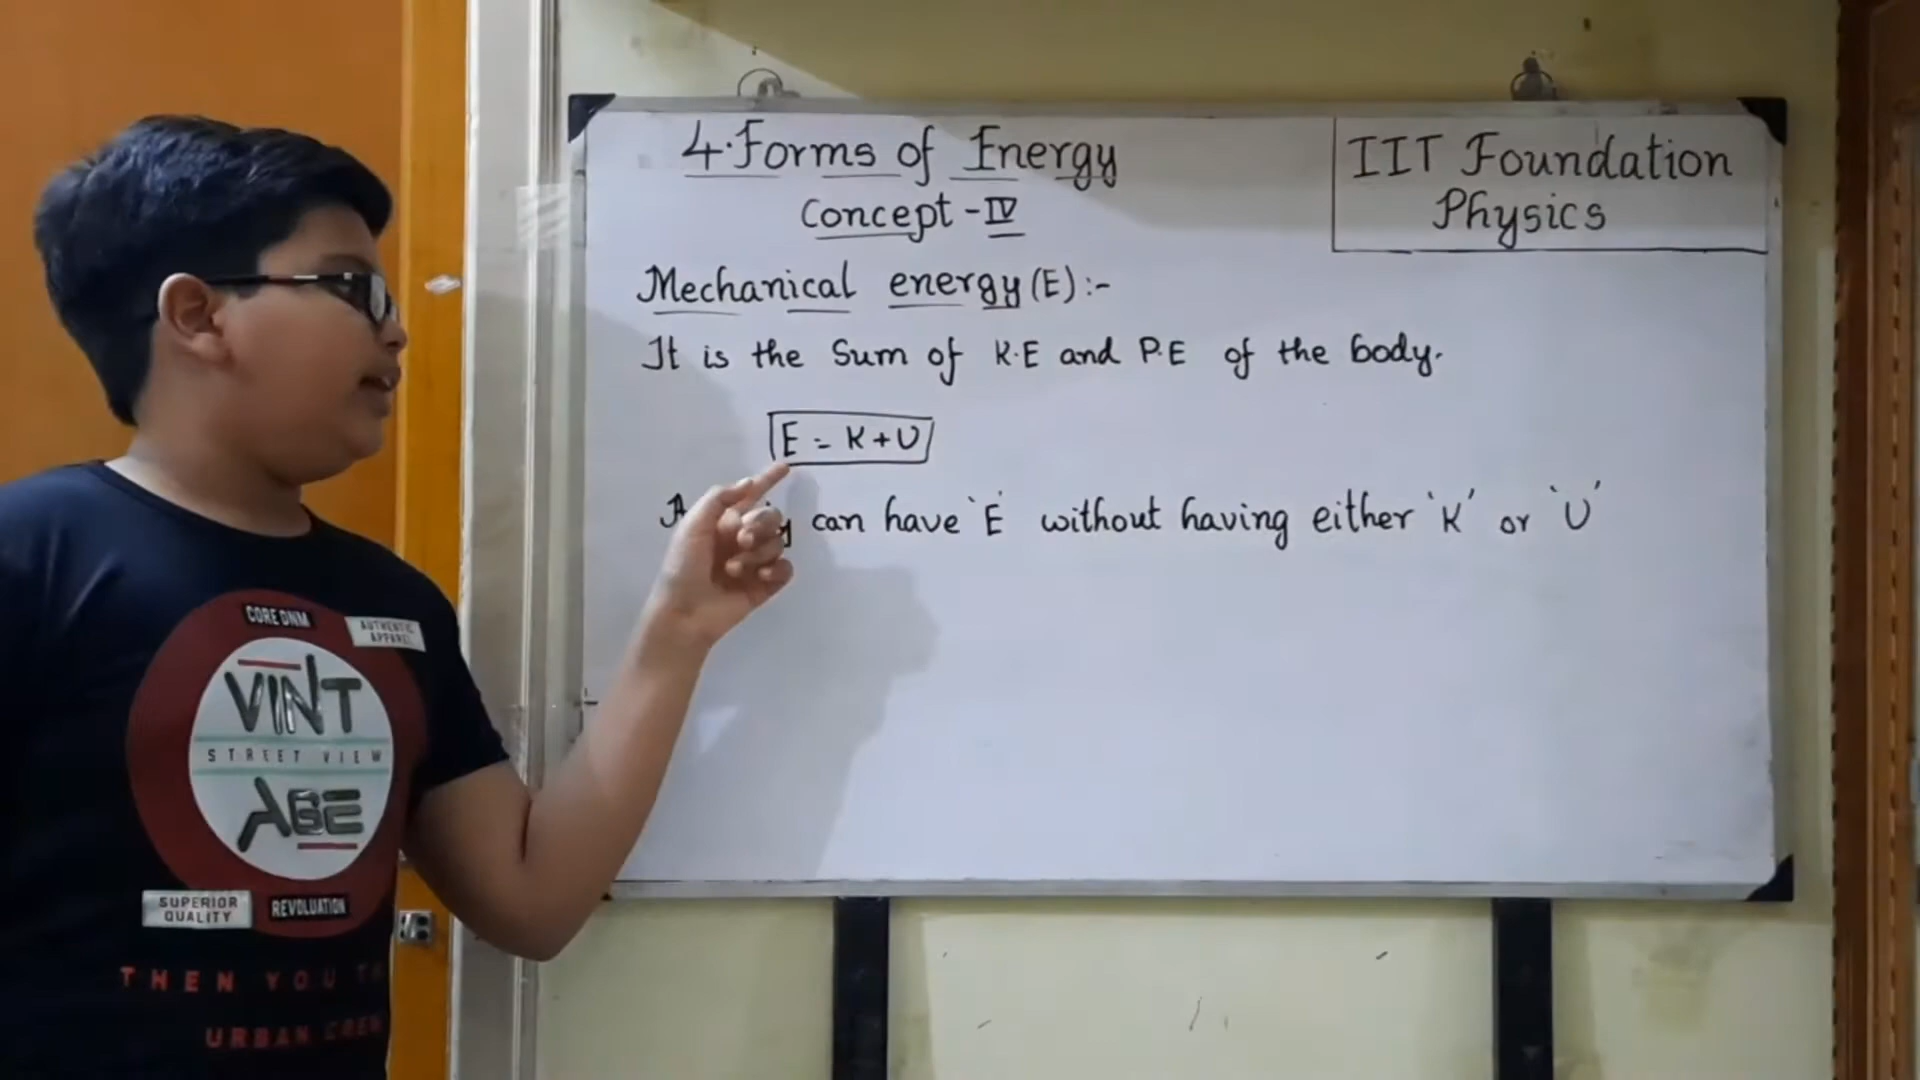 4. Forms of Energy
Concept - IV
IIT Foundation
Physics
Mechanical energy (E) :-
It is the Sum of K.E and P.E of the body.
E = K + U
A can have 'E' without having either 'K' or 'U'
CORE DNM
AUTHENTIC
APPAREL
VINT
STREET VIEW
AGE
SUPERIOR
QUALITY
REVOLUATION
THEN YOU
URBAN